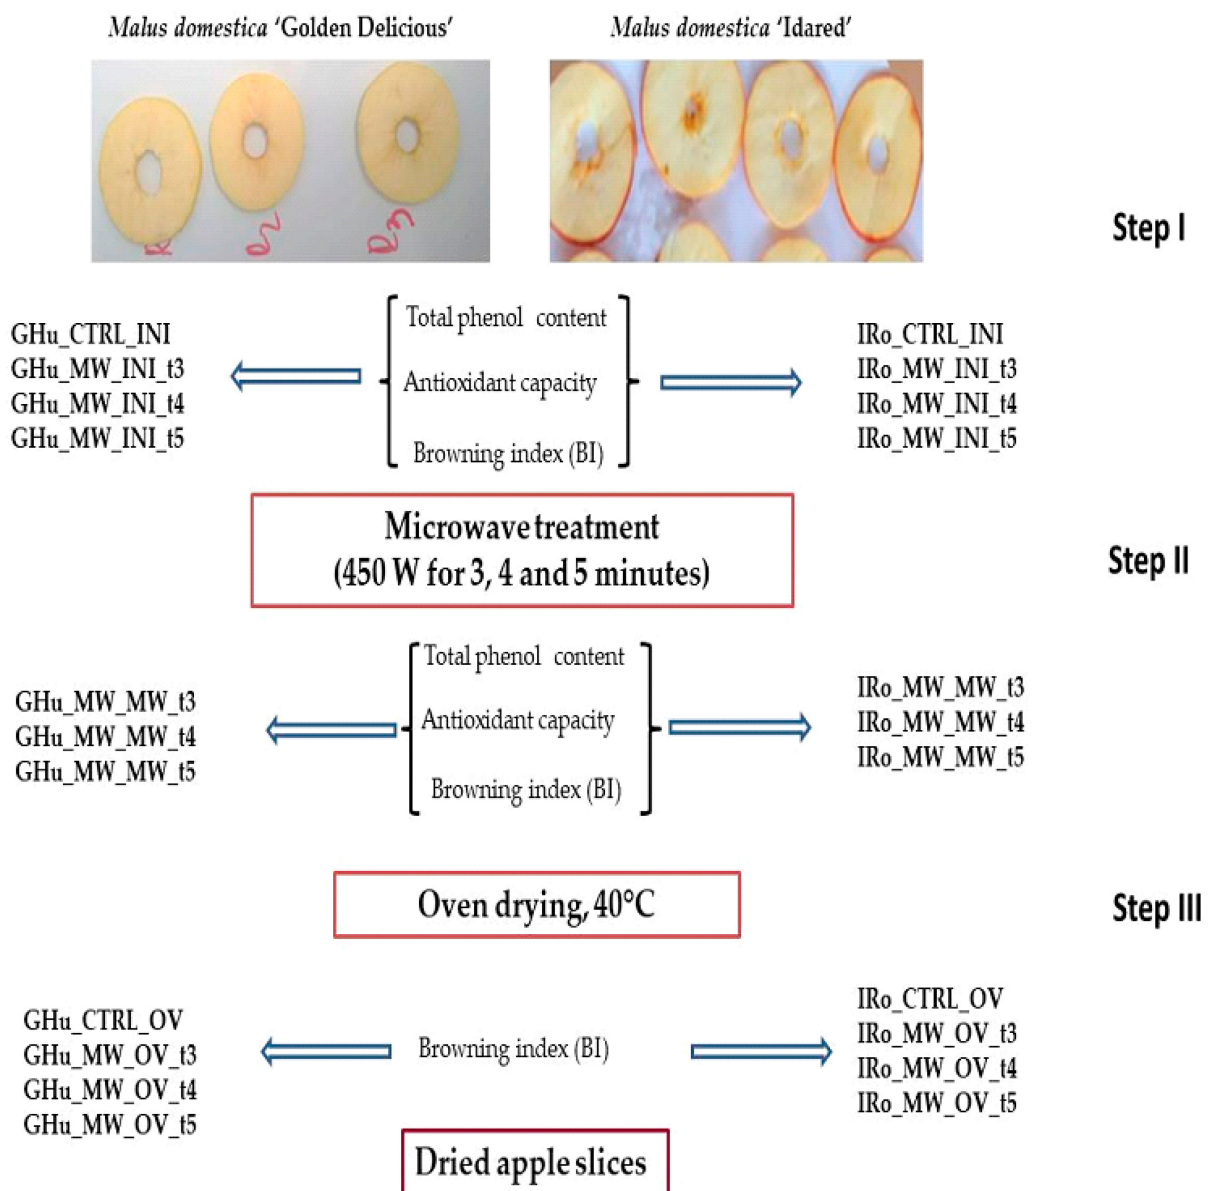 Malus domestica ‘Golden Delicious’
Malus domestica ‘Idared’
Step I
GHu_CTRL_INI
GHu_MW_INI_t3
GHu_MW_INI_t4
GHu_MW_INI_t5
Total phenol content
Antioxidant capacity
Browning index (BI)
IRo_CTRL_INI
IRo_MW_INI_t3
IRo_MW_INI_t4
IRo_MW_INI_t5
Microwave treatment
(450 W for 3, 4 and 5 minutes)
Step II
GHu_MW_MW_t3
GHu_MW_MW_t4
GHu_MW_MW_t5
Total phenol content
Antioxidant capacity
Browning index (BI)
IRo_MW_MW_t3
IRo_MW_MW_t4
IRo_MW_MW_t5
Oven drying, 40°C
Step III
GHu_CTRL_OV
GHu_MW_OV_t3
GHu_MW_OV_t4
GHu_MW_OV_t5
Browning index (BI)
IRo_CTRL_OV
IRo_MW_OV_t3
IRo_MW_OV_t4
IRo_MW_OV_t5
Dried apple slices